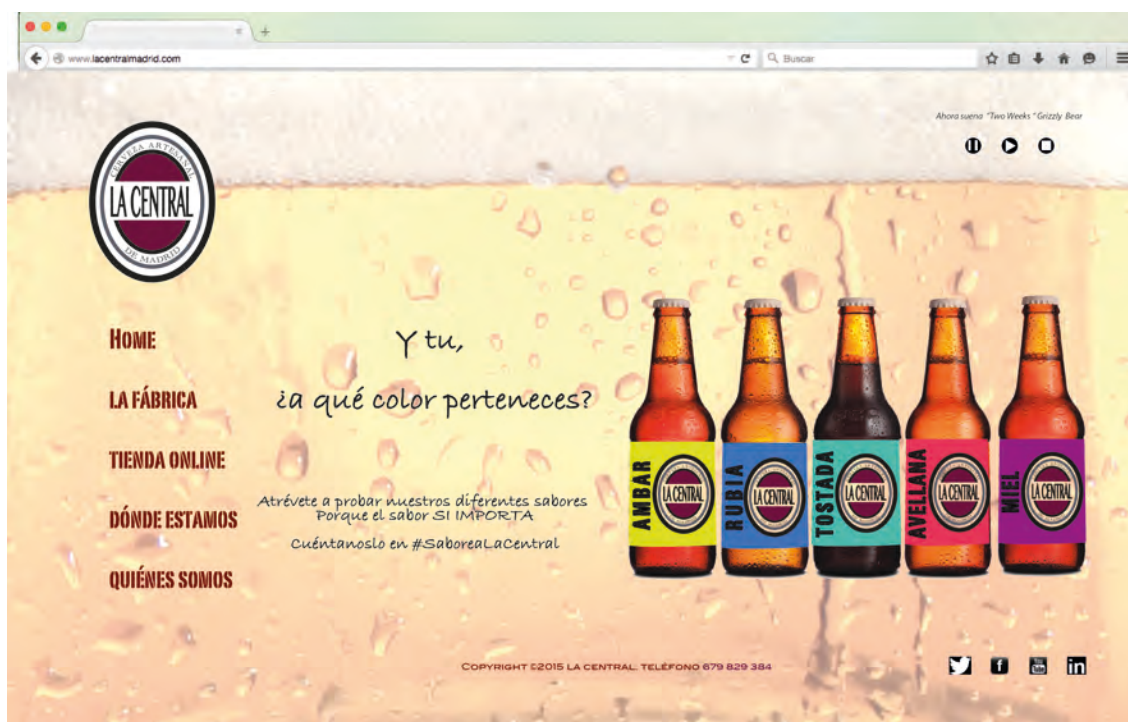 www.lacentralmadrid.com
Buscar
Ahora suena "Two Weeks" Grizzly Bear
CERVEZA ARTESANAL
LA CENTRAL
DE MADRID
HOME
LA FÁBRICA
TIENDA ONLINE
DÓNDE ESTAMOS
QUIÉNES SOMOS
Y tu,
¿a qué color perteneces?
Atrévete a probar nuestros diferentes sabores
Porque el sabor SI IMPORTA
Cuéntanoslo en #SaboreaLaCentral
AMBAR
LA CENTRAL
RUBIA
LA CENTRAL
TOSTADA
LA CENTRAL
AVELLANA
LA CENTRAL
MIEL
LA CENTRAL
COPYRIGHT ©2015 LA CENTRAL. TELÉFONO 679 829 384
You Tube
in